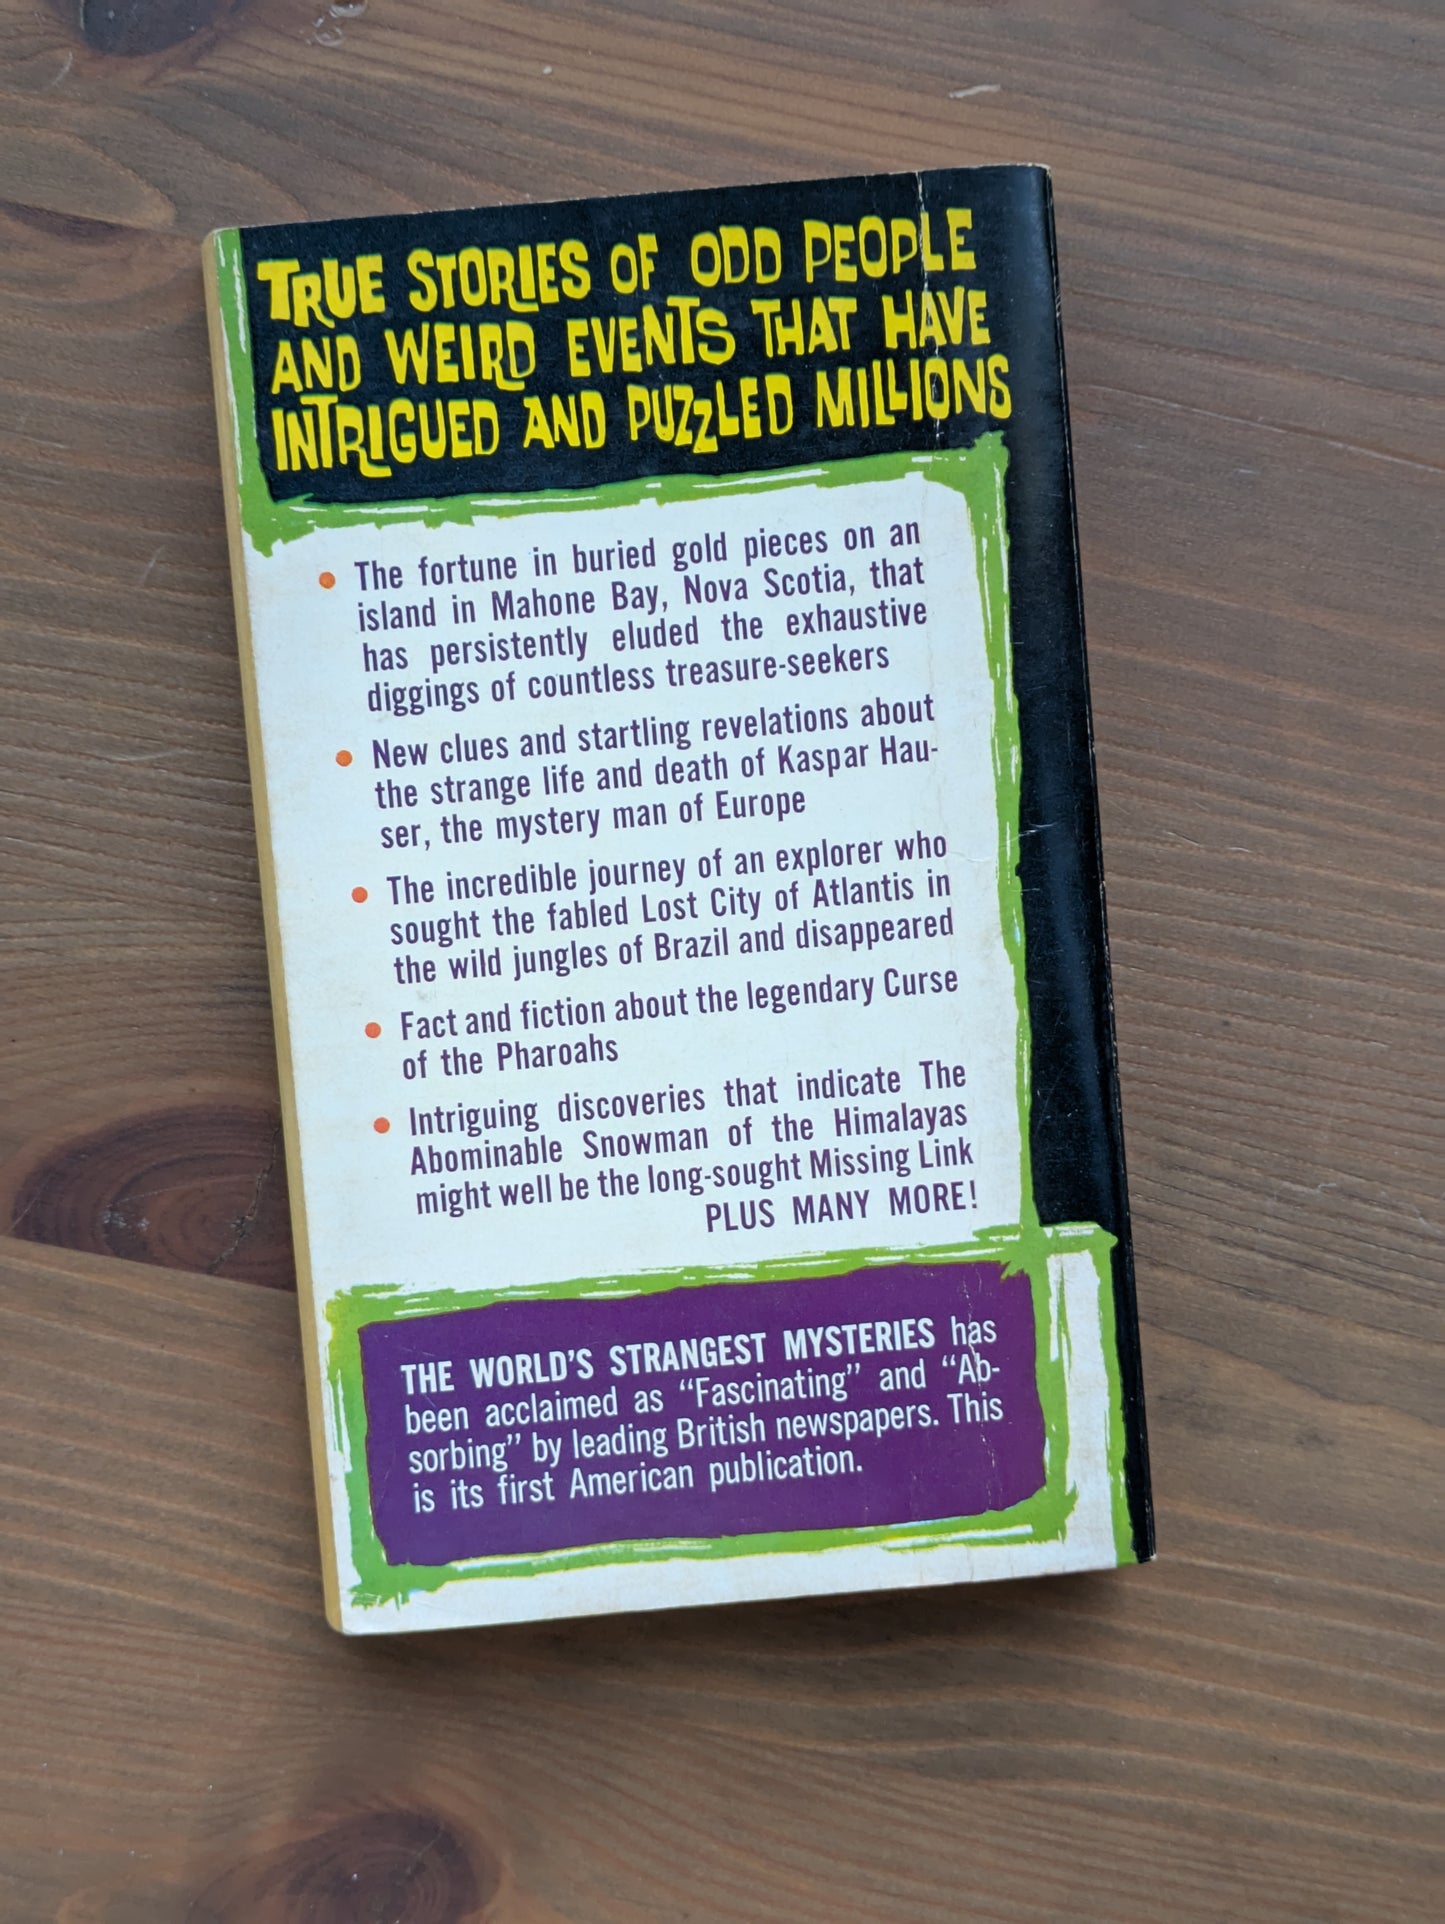 TRUE STORIES OF ODD PEOPLE
AND WEIRD EVENTS THAT HAVE
INTRIGUED AND PUZZLED MILLIONS
• The fortune in buried gold pieces on an
island in Mahone Bay, Nova Scotia, that
has persistently eluded the exhaustive
diggings of countless treasure-seekers
• New clues and startling revelations about
the strange life and death of Kaspar Hau-
ser, the mystery man of Europe
• The incredible journey of an explorer who
sought the fabled Lost City of Atlantis in
the wild jungles of Brazil and disappeared
• Fact and fiction about the legendary Curse
of the Pharoahs
• Intriguing discoveries that indicate The
Abominable Snowman of the Himalayas
might well be the long-sought Missing Link
PLUS MANY MORE!
THE WORLD'S STRANGEST MYSTERIES has
been acclaimed as “Fascinating” and “Ab-
sorbing” by leading British newspapers. This
is its first American publication.